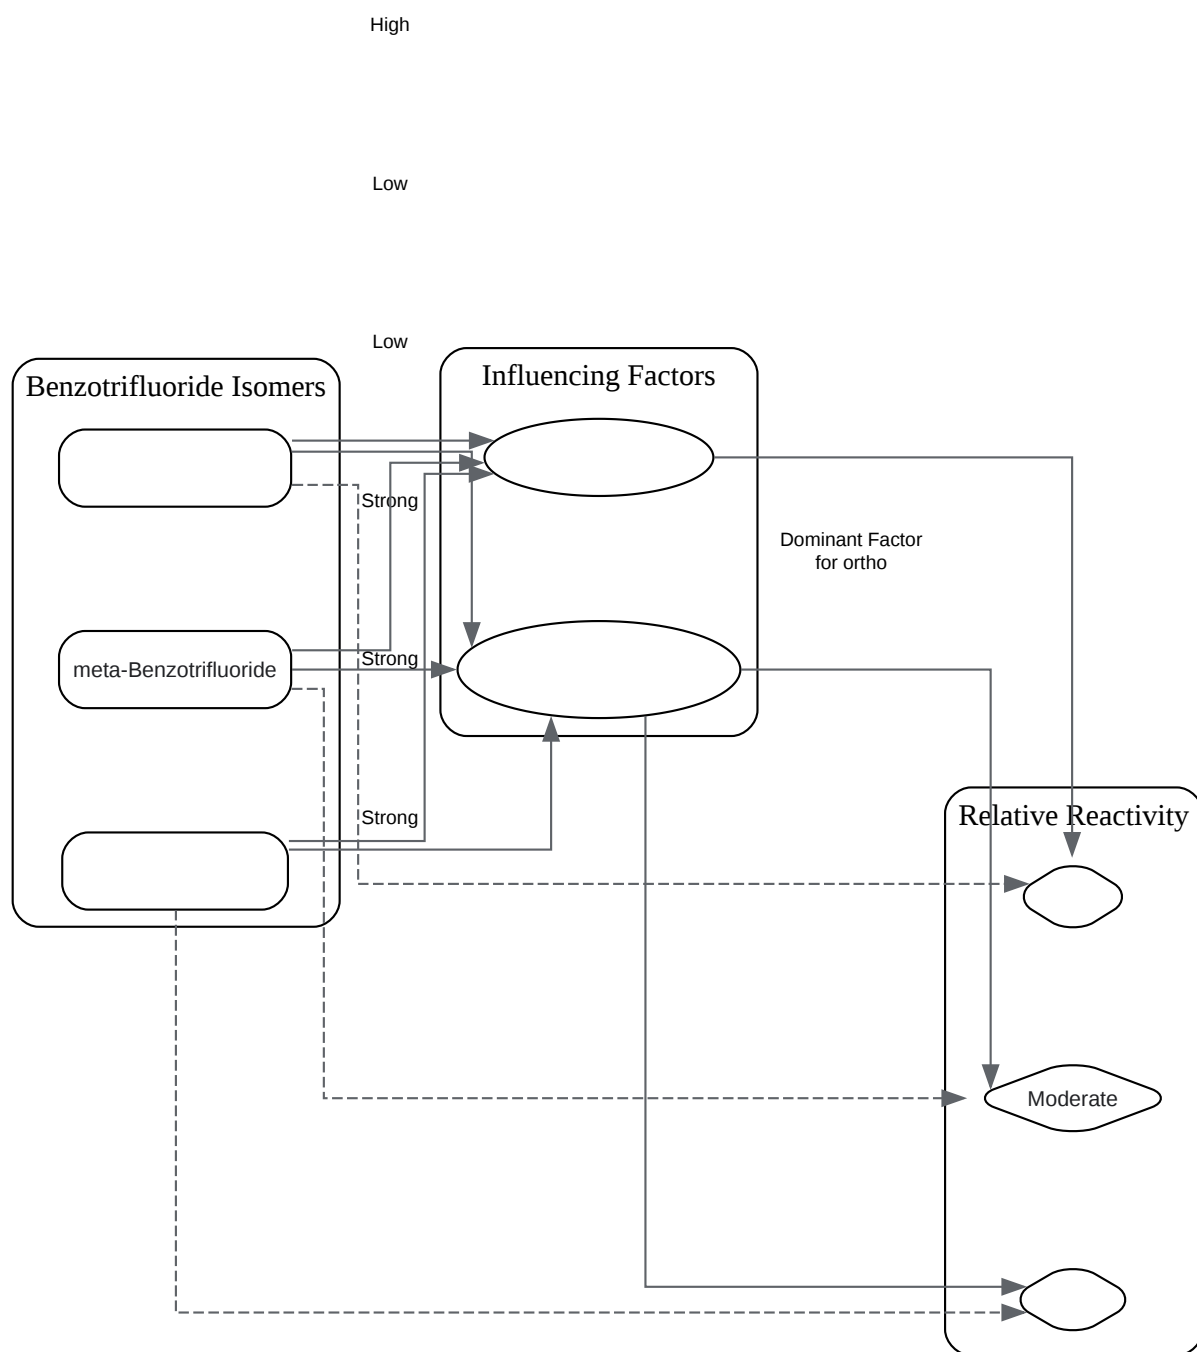 High
Low
Low
Benzotrifluoride Isomers
Influencing Factors
Strong
Dominant Factor
for ortho
meta-Benzotrifluoride
Strong
Strong
Relative Reactivity
Moderate